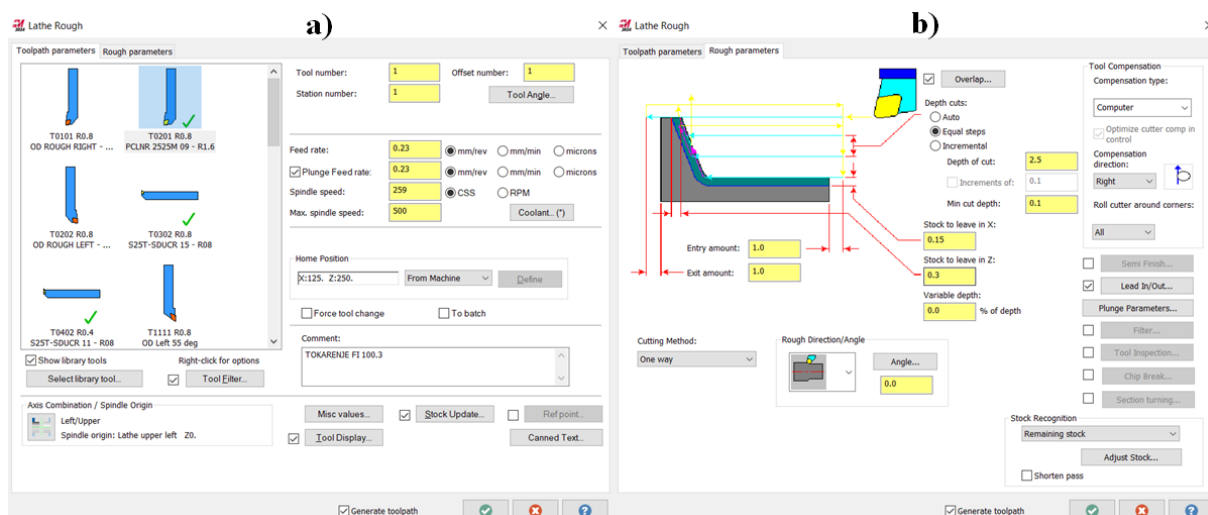 Lathe Rough
a)
Toolpath parameters Rough parameters
T0101 R0.8
OD ROUGH RIGHT - ...
T0201 R0.8
PCLNR 2525M 09 - R1.6
T0202 R0.8
OD ROUGH LEFT - ...
T0302 R0.8
S25T-SDUCR 15 - R08
T0402 R0.4
S25T-SDUCR 11 - R08
T1111 R0.8
OD Left 55 deg
Show library tools Right-click for options
Select library tool... Tool Filter...
Axis Combination / Spindle Origin
Left/Upper
Spindle origin: Lathe upper left Z0.
Tool number: 1 Offset number: 1
Station number: 1 Tool Angle...
Feed rate: 0.23 mm/rev mm/min microns
Plunge Feed rate: 0.23 mm/rev mm/min microns
Spindle speed: 259 CSS RPM
Max. spindle speed: 500 Coolant.. (*)
Home Position
X:125. Z:250. From Machine Define
Force tool change To batch
Comment:
TOKARENJE FI 100.3
Misc values... Stock Update... Ref point...
Tool Display... Canned Text...
Generate toolpath
Lathe Rough
b)
Toolpath parameters Rough parameters
Overlap...
Depth cuts:
Auto
Equal steps
Incremental
Depth of cut: 2.5
Increments of: 0.1
Min cut depth: 0.1
Stock to leave in X:
0.15
Stock to leave in Z:
0.3
Variable depth:
0.0 % of depth
Entry amount: 1.0
Exit amount: 1.0
Cutting Method:
One way
Rough Direction/Angle
Angle...
0.0
Tool Compensation
Compensation type:
Computer
Optimize cutter comp in
control
Compensation
direction:
Right
Roll cutter around corners:
All
Semi Finish...
Lead In/Out...
Plunge Parameters...
Filter...
Tool Inspection...
Chip Break...
Section turning...
Stock Recognition
Remaining stock
Adjust Stock...
Shorten pass
Generate toolpath